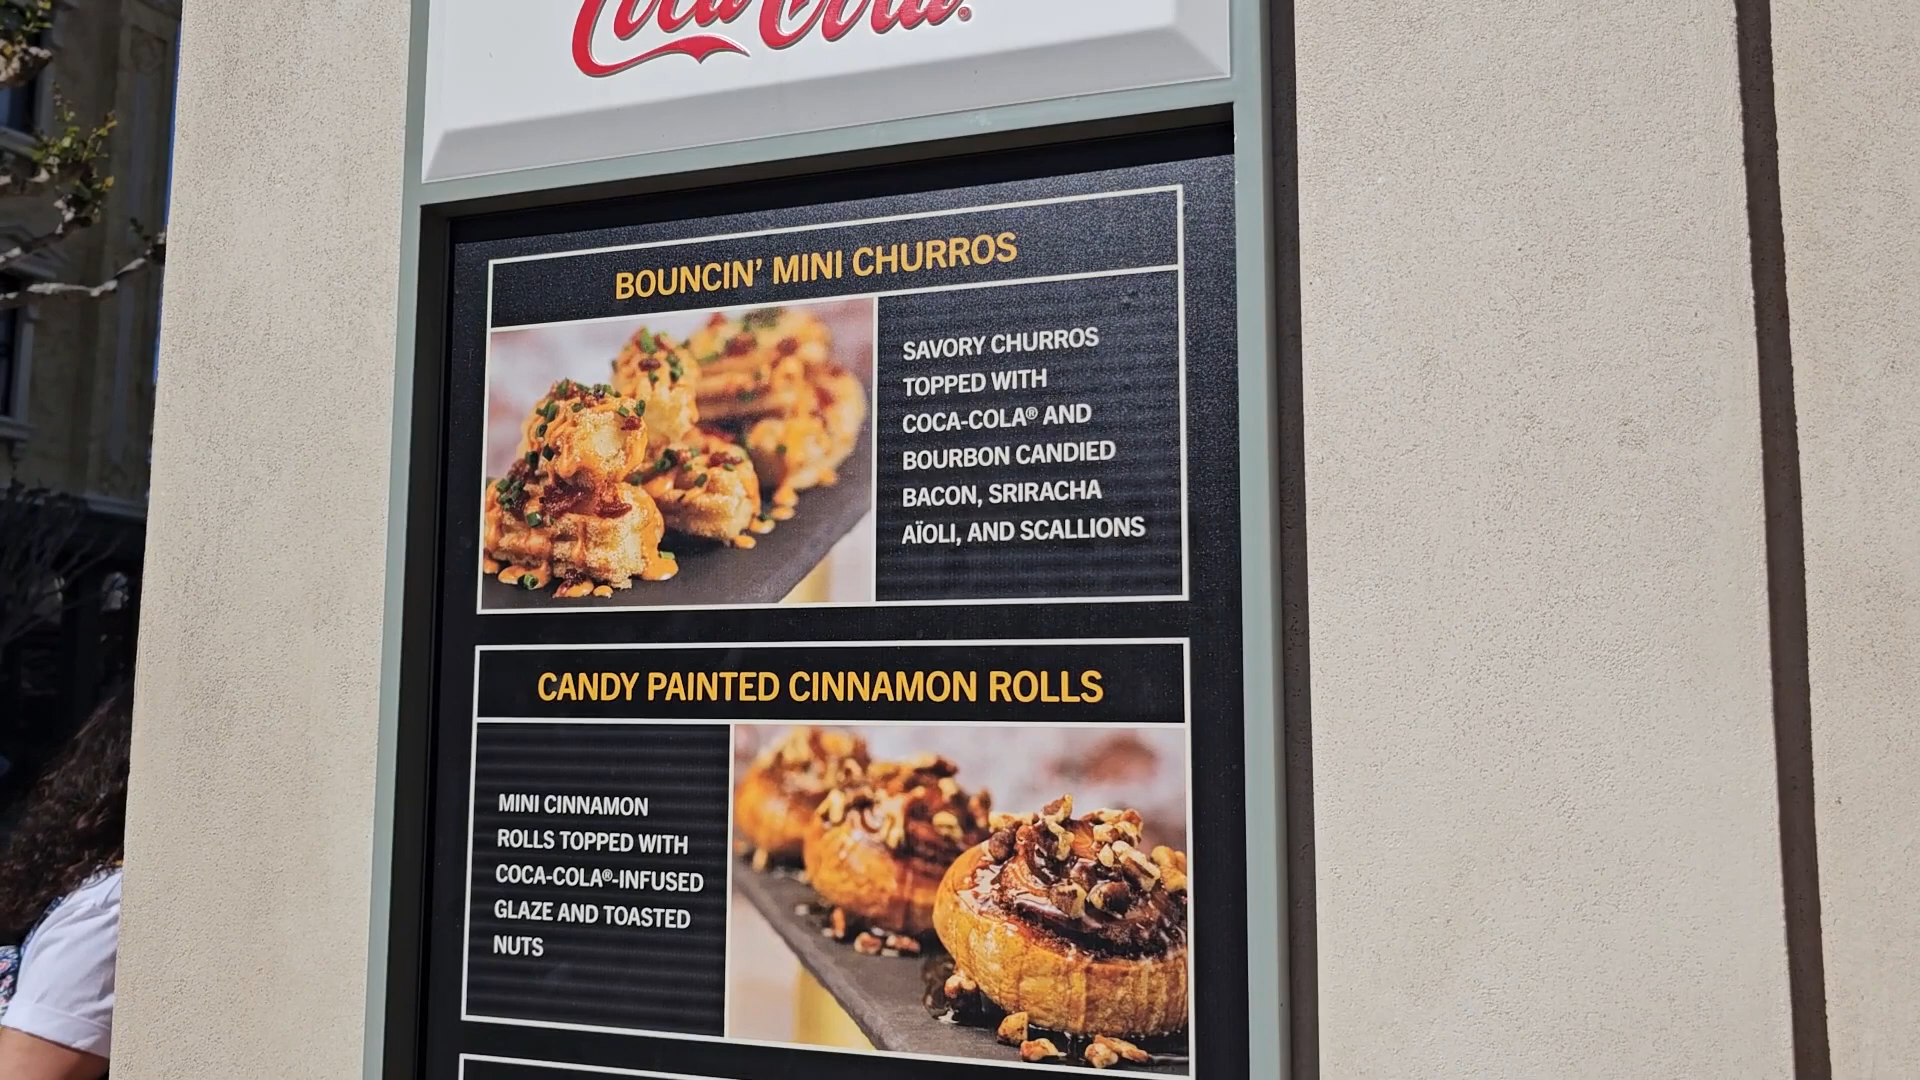 Coca-Cola®
BOUNCIN' MINI CHURROS
SAVORY CHURROS
TOPPED WITH
COCA-COLA® AND
BOURBON CANDIED
BACON, SRIRACHA
AÏOLI, AND SCALLIONS
CANDY PAINTED CINNAMON ROLLS
MINI CINNAMON
ROLLS TOPPED WITH
COCA-COLA®-INFUSED
GLAZE AND TOASTED
NUTS